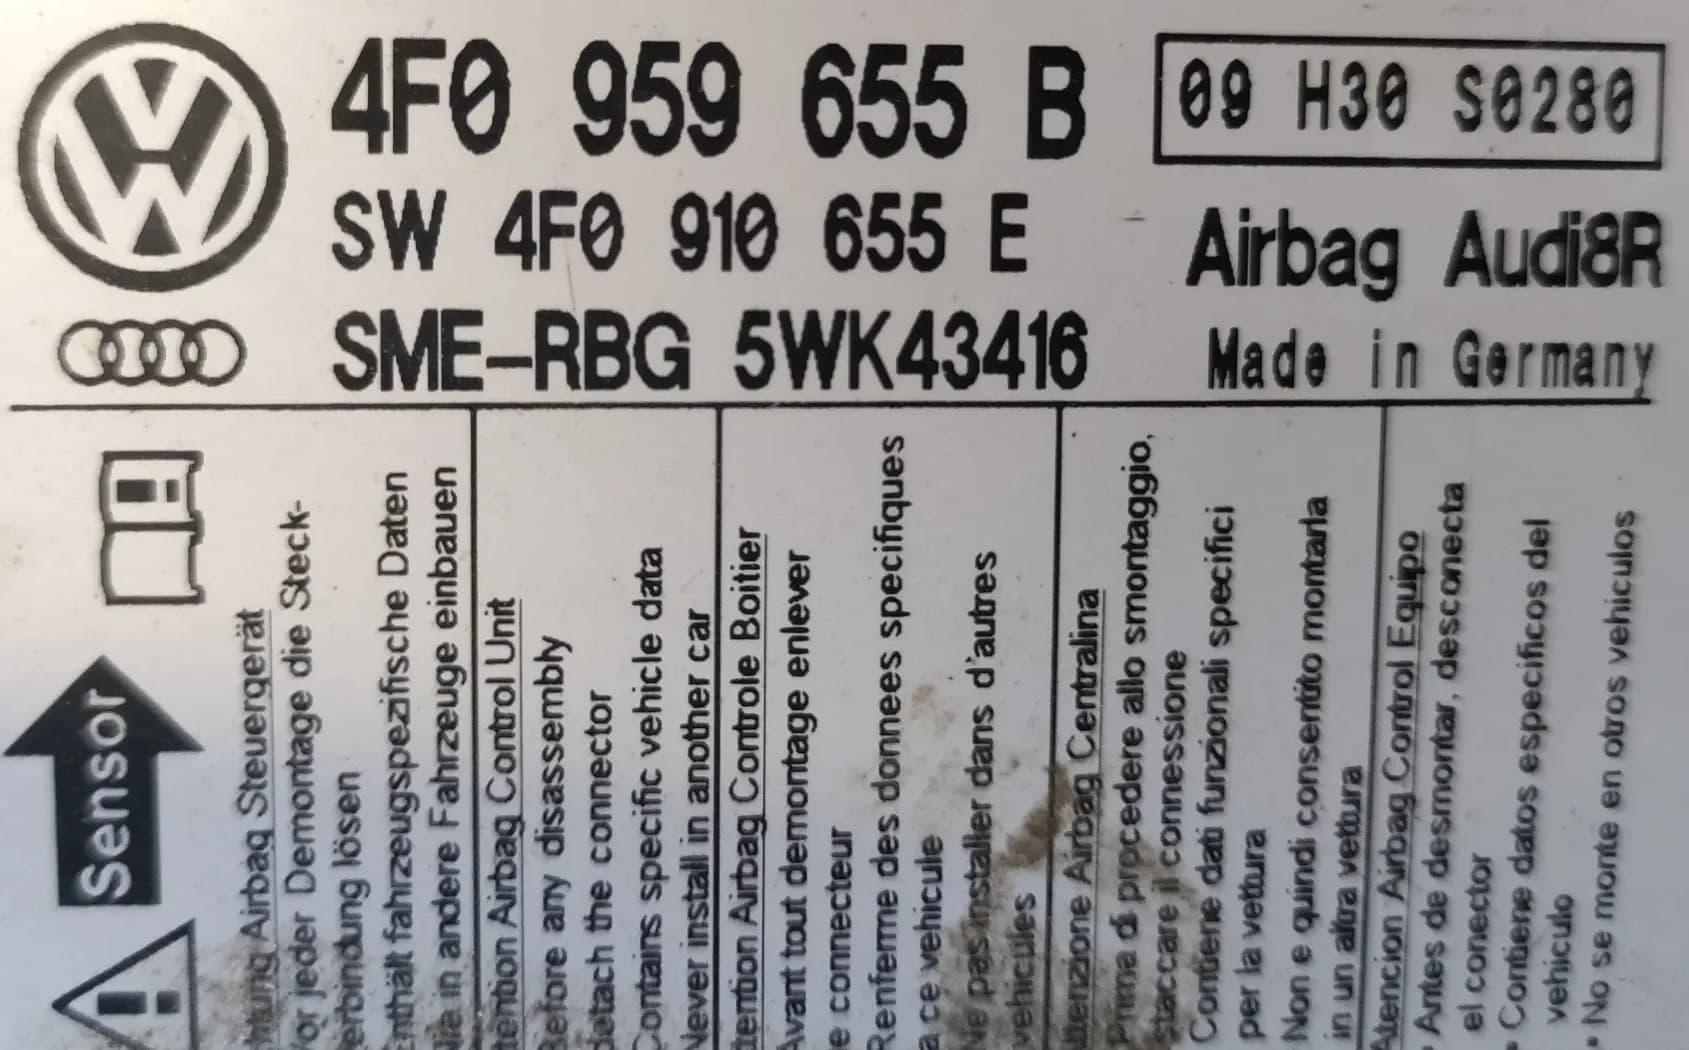 4F0 959 655 B
09 H30 S0280
SW 4F0 910 655 E
Airbag Audi8R
SME-RBG 5WK43416
Made in Germany
Sensor
Airbag Steuergerät
Vor jeder Demontage die Steck-
verbindung lösen
Enthält fahrzeugspezifische Daten
Nie in andere Fahrzeuge einbauen
Airbag Control Unit
Before any disassembly
detach the connector
Contains specific vehicle data
Never install in another car
Airbag Controle Boitier
Avant tout demontage enlever
le connecteur
Renferme des donnees specifiques
a ce vehicule
Ne pas installer dans d'autres
vehicules
Airbag Centralina
Prima di procedere allo smontaggio,
staccare il connessione
Contiene dati funzionali specifici
per la vettura
Non e quindi consentito montarla
in un altra vettura
Atencion Airbag Control Equipo
• Antes de desmontar, desconecta
el conector
• Contiene datos especificos del
vehiculo
• No se monte en otros vehiculos